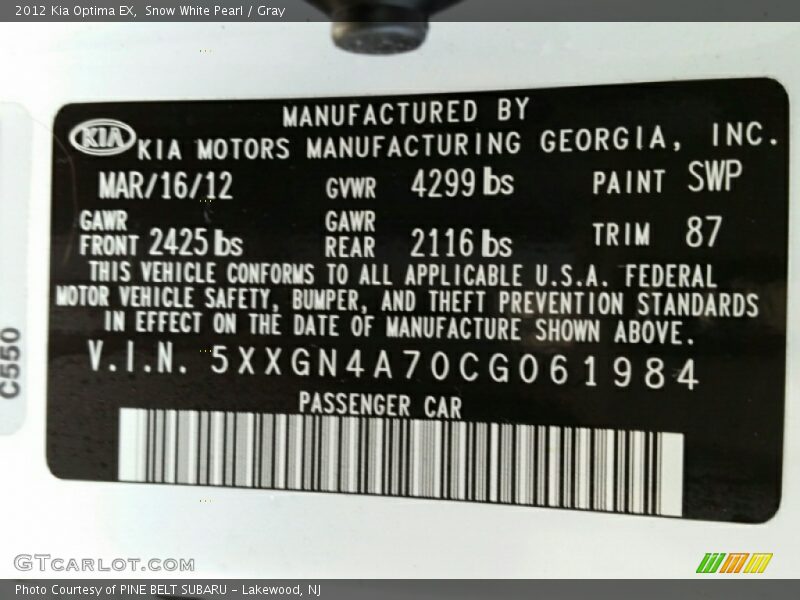 2012 Kia Optima EX, Snow White Pearl / Gray
MANUFACTURED BY
KIA KIA MOTORS MANUFACTURING GEORGIA, INC.
MAR/16/12 GVWR 4299 lbs PAINT SWP
GAWR FRONT 2425 lbs GAWR REAR 2116 lbs TRIM 87
THIS VEHICLE CONFORMS TO ALL APPLICABLE U.S.A. FEDERAL
MOTOR VEHICLE SAFETY, BUMPER, AND THEFT PREVENTION STANDARDS
IN EFFECT ON THE DATE OF MANUFACTURE SHOWN ABOVE.
V.I.N. 5XXGN4A70CG061984
PASSENGER CAR
C550
GTCARLOT.COM
Photo Courtesy of PINE BELT SUBARU - Lakewood, NJ